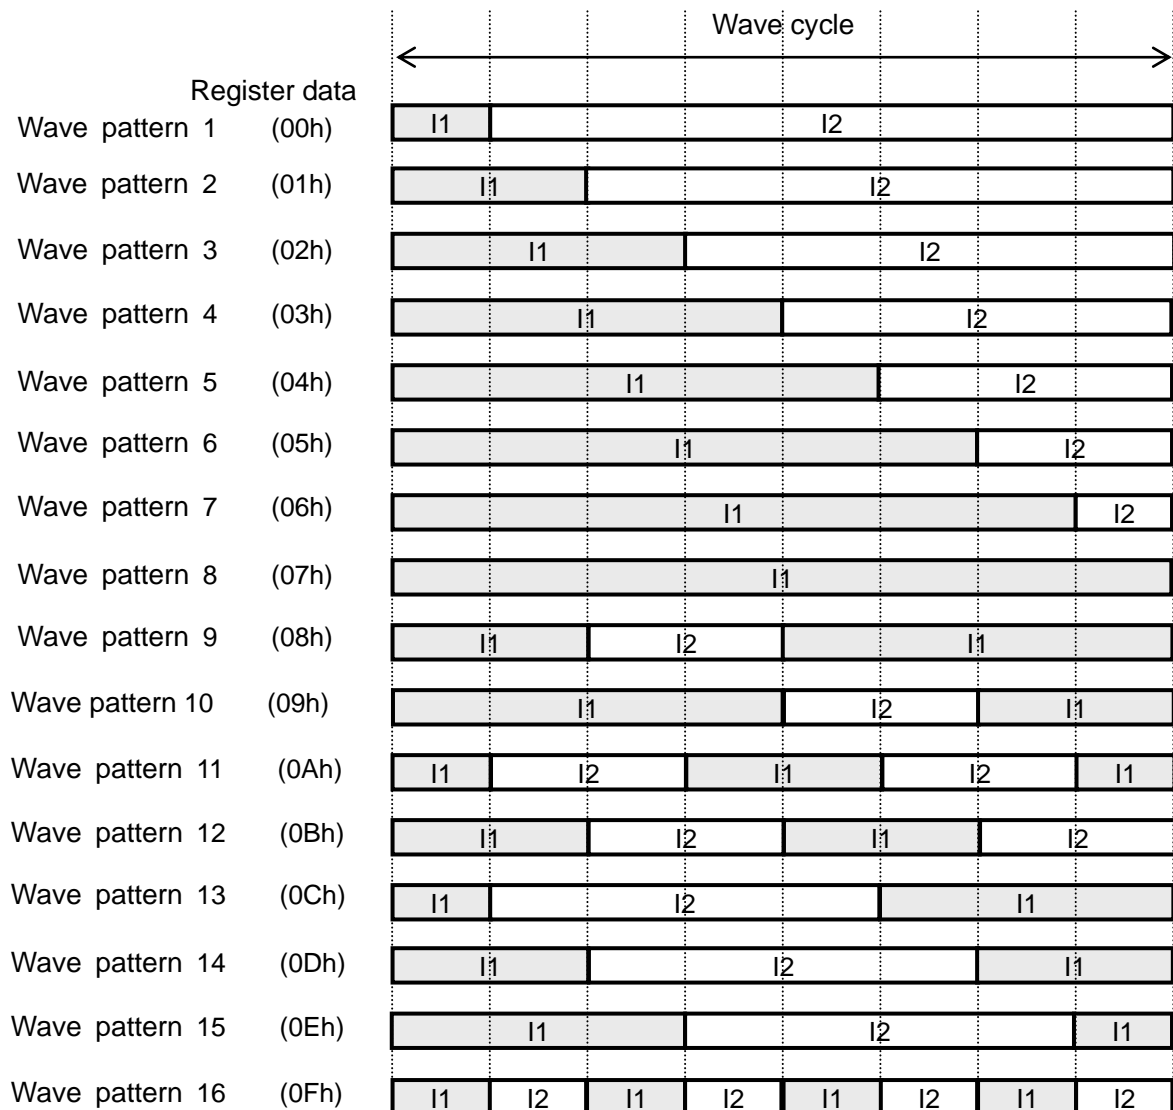 Wave cycle
Register data
Wave pattern 1 (00h) I1 I2
Wave pattern 2 (01h) I1 I2
Wave pattern 3 (02h) I1 I2
Wave pattern 4 (03h) I1 I2
Wave pattern 5 (04h) I1 I2
Wave pattern 6 (05h) I1 I2
Wave pattern 7 (06h) I1 I2
Wave pattern 8 (07h) I1
Wave pattern 9 (08h) I1 I2 I1
Wave pattern 10 (09h) I1 I2 I1
Wave pattern 11 (0Ah) I1 I2 I1 I2 I1
Wave pattern 12 (0Bh) I1 I2 I1 I2
Wave pattern 13 (0Ch) I1 I2 I1
Wave pattern 14 (0Dh) I1 I2 I1
Wave pattern 15 (0Eh) I1 I2 I1
Wave pattern 16 (0Fh) I1 I2 I1 I2 I1 I2 I1 I2